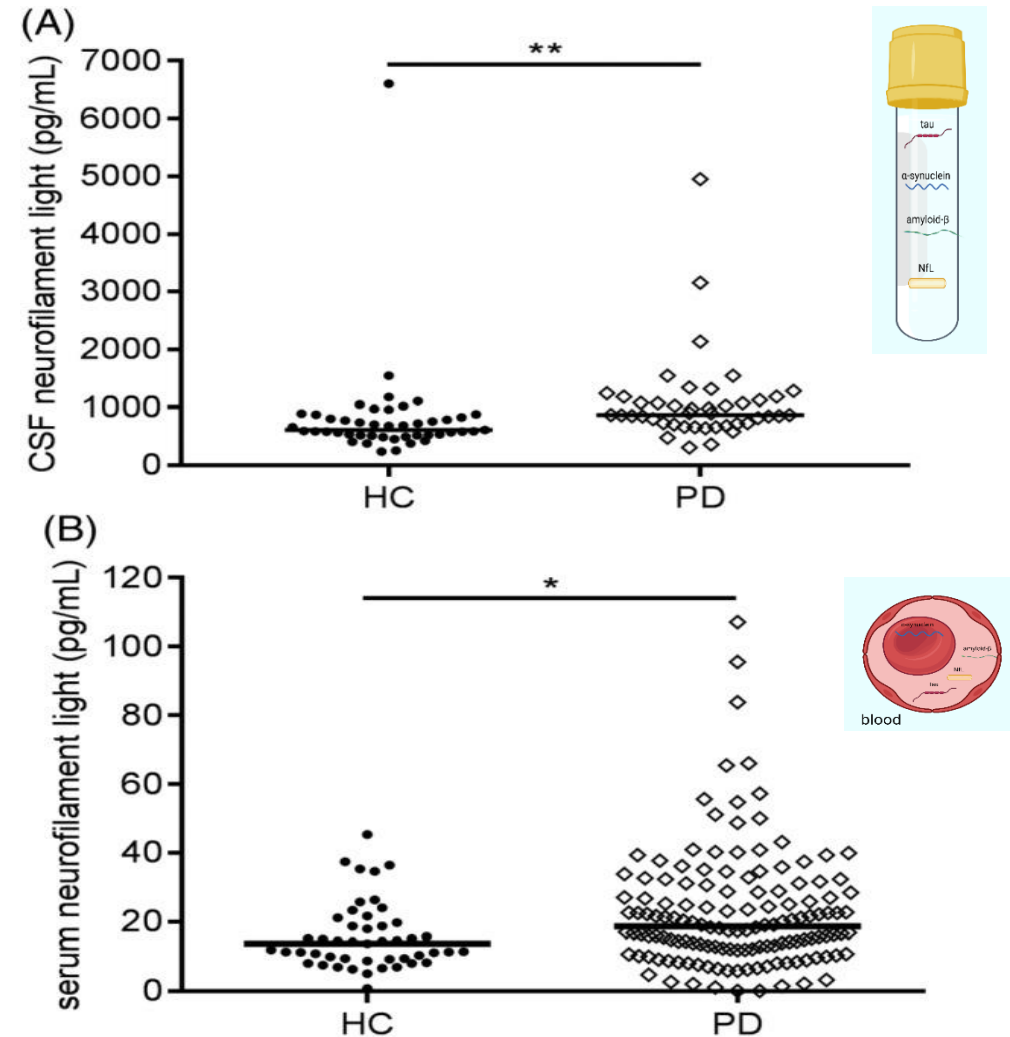 (A)
CSF neurofilament light (pg/mL)
7000
6000
5000
4000
3000
2000
1000
0
**
HC
PD
tau
α-synuclein
amyloid-β
NfL
(B)
serum neurofilament light (pg/mL)
120
100
80
60
40
20
0
*
HC
PD
α-synuclein
amyloid-β
NfL
tau
blood